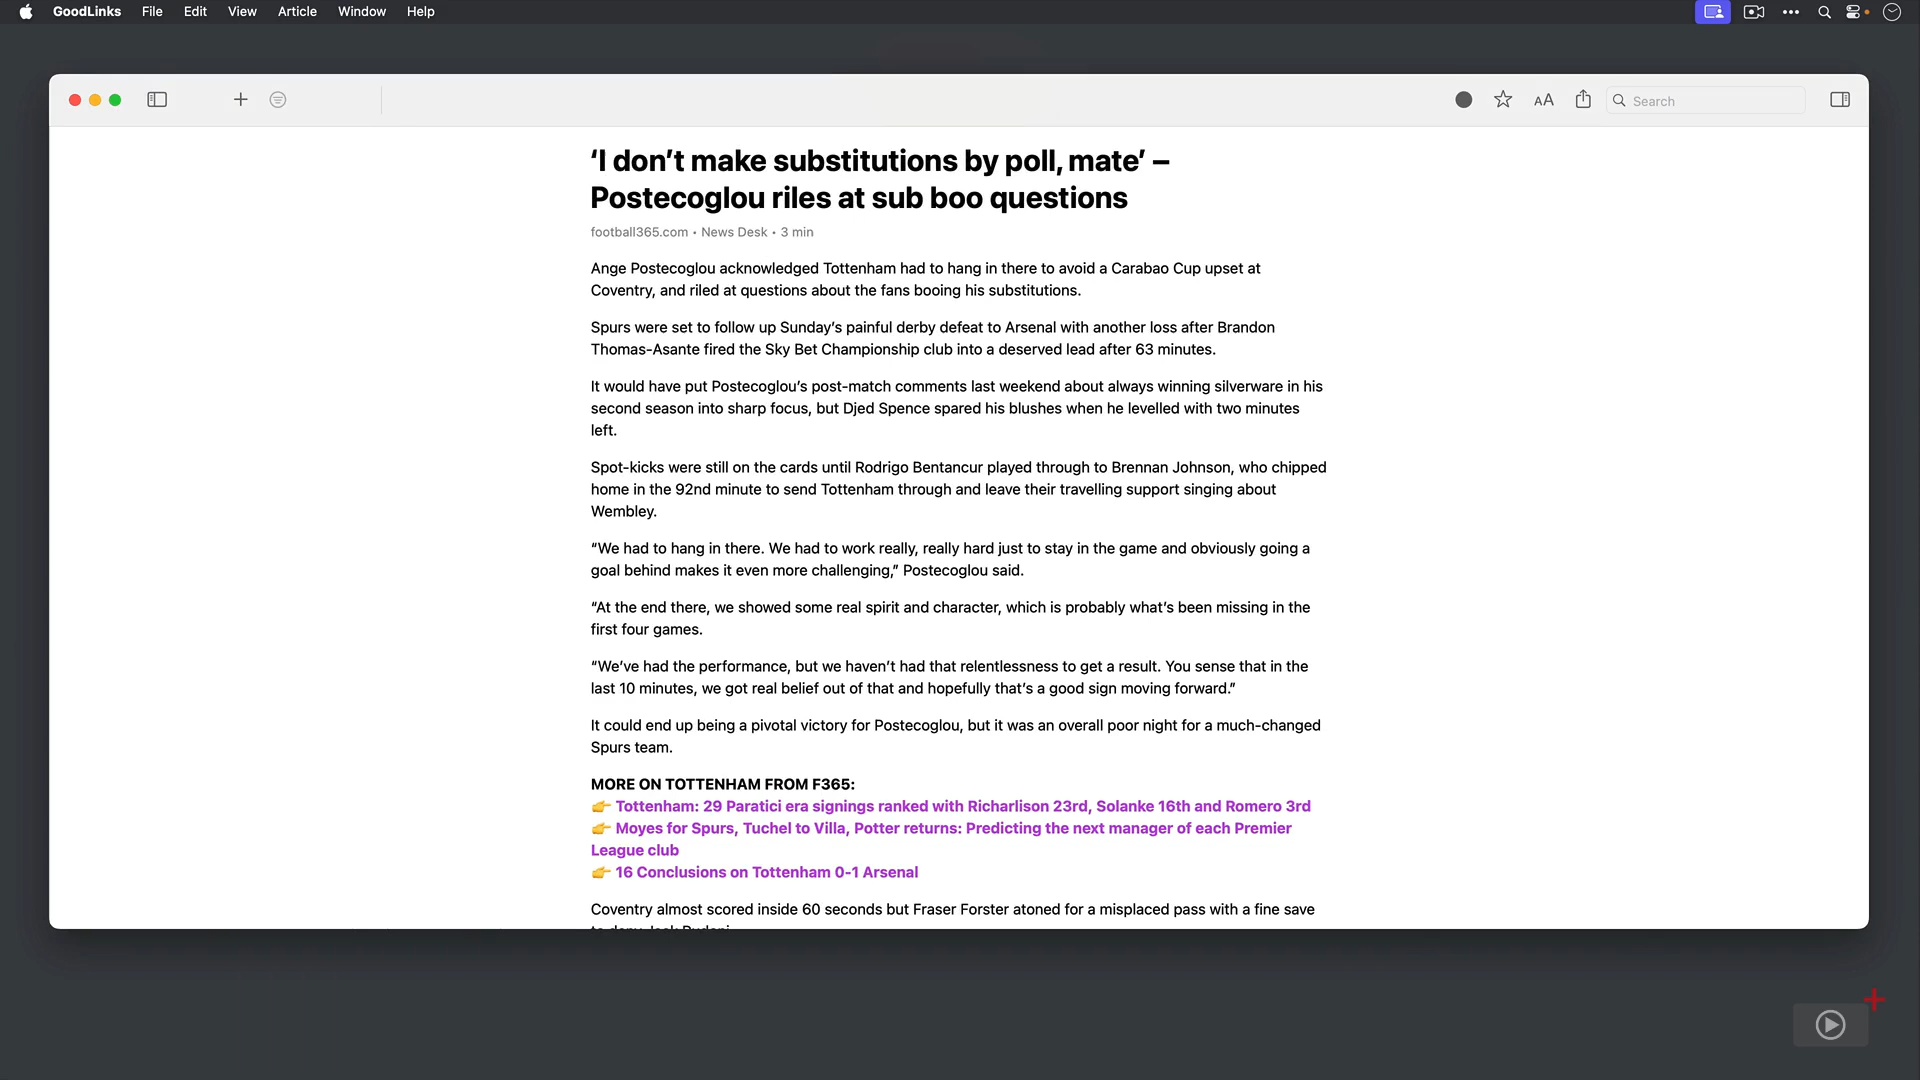 GoodLinks File Edit View Article Window Help
Search
‘I don’t make substitutions by poll, mate’ –
Postecoglou riles at sub boo questions
football365.com • News Desk • 3 min
Ange Postecoglou acknowledged Tottenham had to hang in there to avoid a Carabao Cup upset at
Coventry, and riled at questions about the fans booing his substitutions.
Spurs were set to follow up Sunday’s painful derby defeat to Arsenal with another loss after Brandon
Thomas-Asante fired the Sky Bet Championship club into a deserved lead after 63 minutes.
It would have put Postecoglou’s post-match comments last weekend about always winning silverware in his
second season into sharp focus, but Djed Spence spared his blushes when he levelled with two minutes
left.
Spot-kicks were still on the cards until Rodrigo Bentancur played through to Brennan Johnson, who chipped
home in the 92nd minute to send Tottenham through and leave their travelling support singing about
Wembley.
“We had to hang in there. We had to work really, really hard just to stay in the game and obviously going a
goal behind makes it even more challenging,” Postecoglou said.
“At the end there, we showed some real spirit and character, which is probably what’s been missing in the
first four games.
“We’ve had the performance, but we haven’t had that relentlessness to get a result. You sense that in the
last 10 minutes, we got real belief out of that and hopefully that’s a good sign moving forward.”
It could end up being a pivotal victory for Postecoglou, but it was an overall poor night for a much-changed
Spurs team.
MORE ON TOTTENHAM FROM F365:
👉 Tottenham: 29 Paratici era signings ranked with Richarlison 23rd, Solanke 16th and Romero 3rd
👉 Moyes for Spurs, Tuchel to Villa, Potter returns: Predicting the next manager of each Premier
League club
👉 16 Conclusions on Tottenham 0-1 Arsenal
Coventry almost scored inside 60 seconds but Fraser Forster atoned for a misplaced pass with a fine save